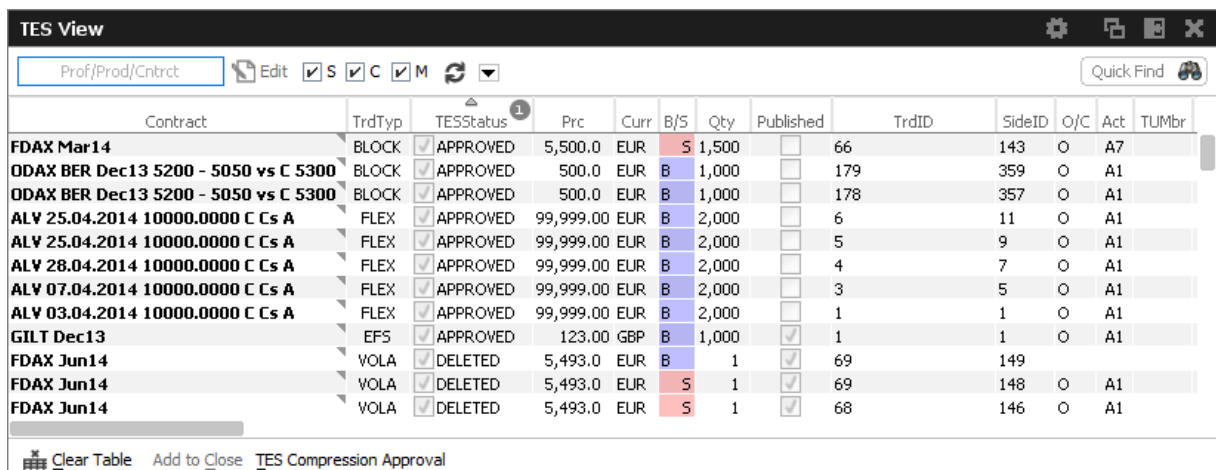 TES View
Prof/Prod/Cntrct Edit S C M Quick Find
Contract TrdTyp TESStatus 1 Prc Curr B/S Qty Published TrdID SideID O/C Act TUMbr
FDAX Mar14 BLOCK APPROVED 5,500.0 EUR S 1,500 66 143 O A7
ODAX BER Dec13 5200 - 5050 vs C 5300 BLOCK APPROVED 500.0 EUR B 1,000 179 359 O A1
ODAX BER Dec13 5200 - 5050 vs C 5300 BLOCK APPROVED 500.0 EUR B 1,000 178 357 O A1
ALV 25.04.2014 10000.0000 C Cs A FLEX APPROVED 99,999.00 EUR B 2,000 6 11 O A1
ALV 25.04.2014 10000.0000 C Cs A FLEX APPROVED 99,999.00 EUR B 2,000 5 9 O A1
ALV 28.04.2014 10000.0000 C Cs A FLEX APPROVED 99,999.00 EUR B 2,000 4 7 O A1
ALV 07.04.2014 10000.0000 C Cs A FLEX APPROVED 99,999.00 EUR B 2,000 3 5 O A1
ALV 03.04.2014 10000.0000 C Cs A FLEX APPROVED 99,999.00 EUR B 2,000 1 1 O A1
GILT Dec13 EFS APPROVED 123.00 GBP B 1,000 1 1 O A1
FDAX Jun14 VOLA DELETED 5,493.0 EUR B 1 69 149
FDAX Jun14 VOLA DELETED 5,493.0 EUR S 1 69 148 O A1
FDAX Jun14 VOLA DELETED 5,493.0 EUR S 1 68 146 O A1
Clear Table Add to Close TES Compression Approval